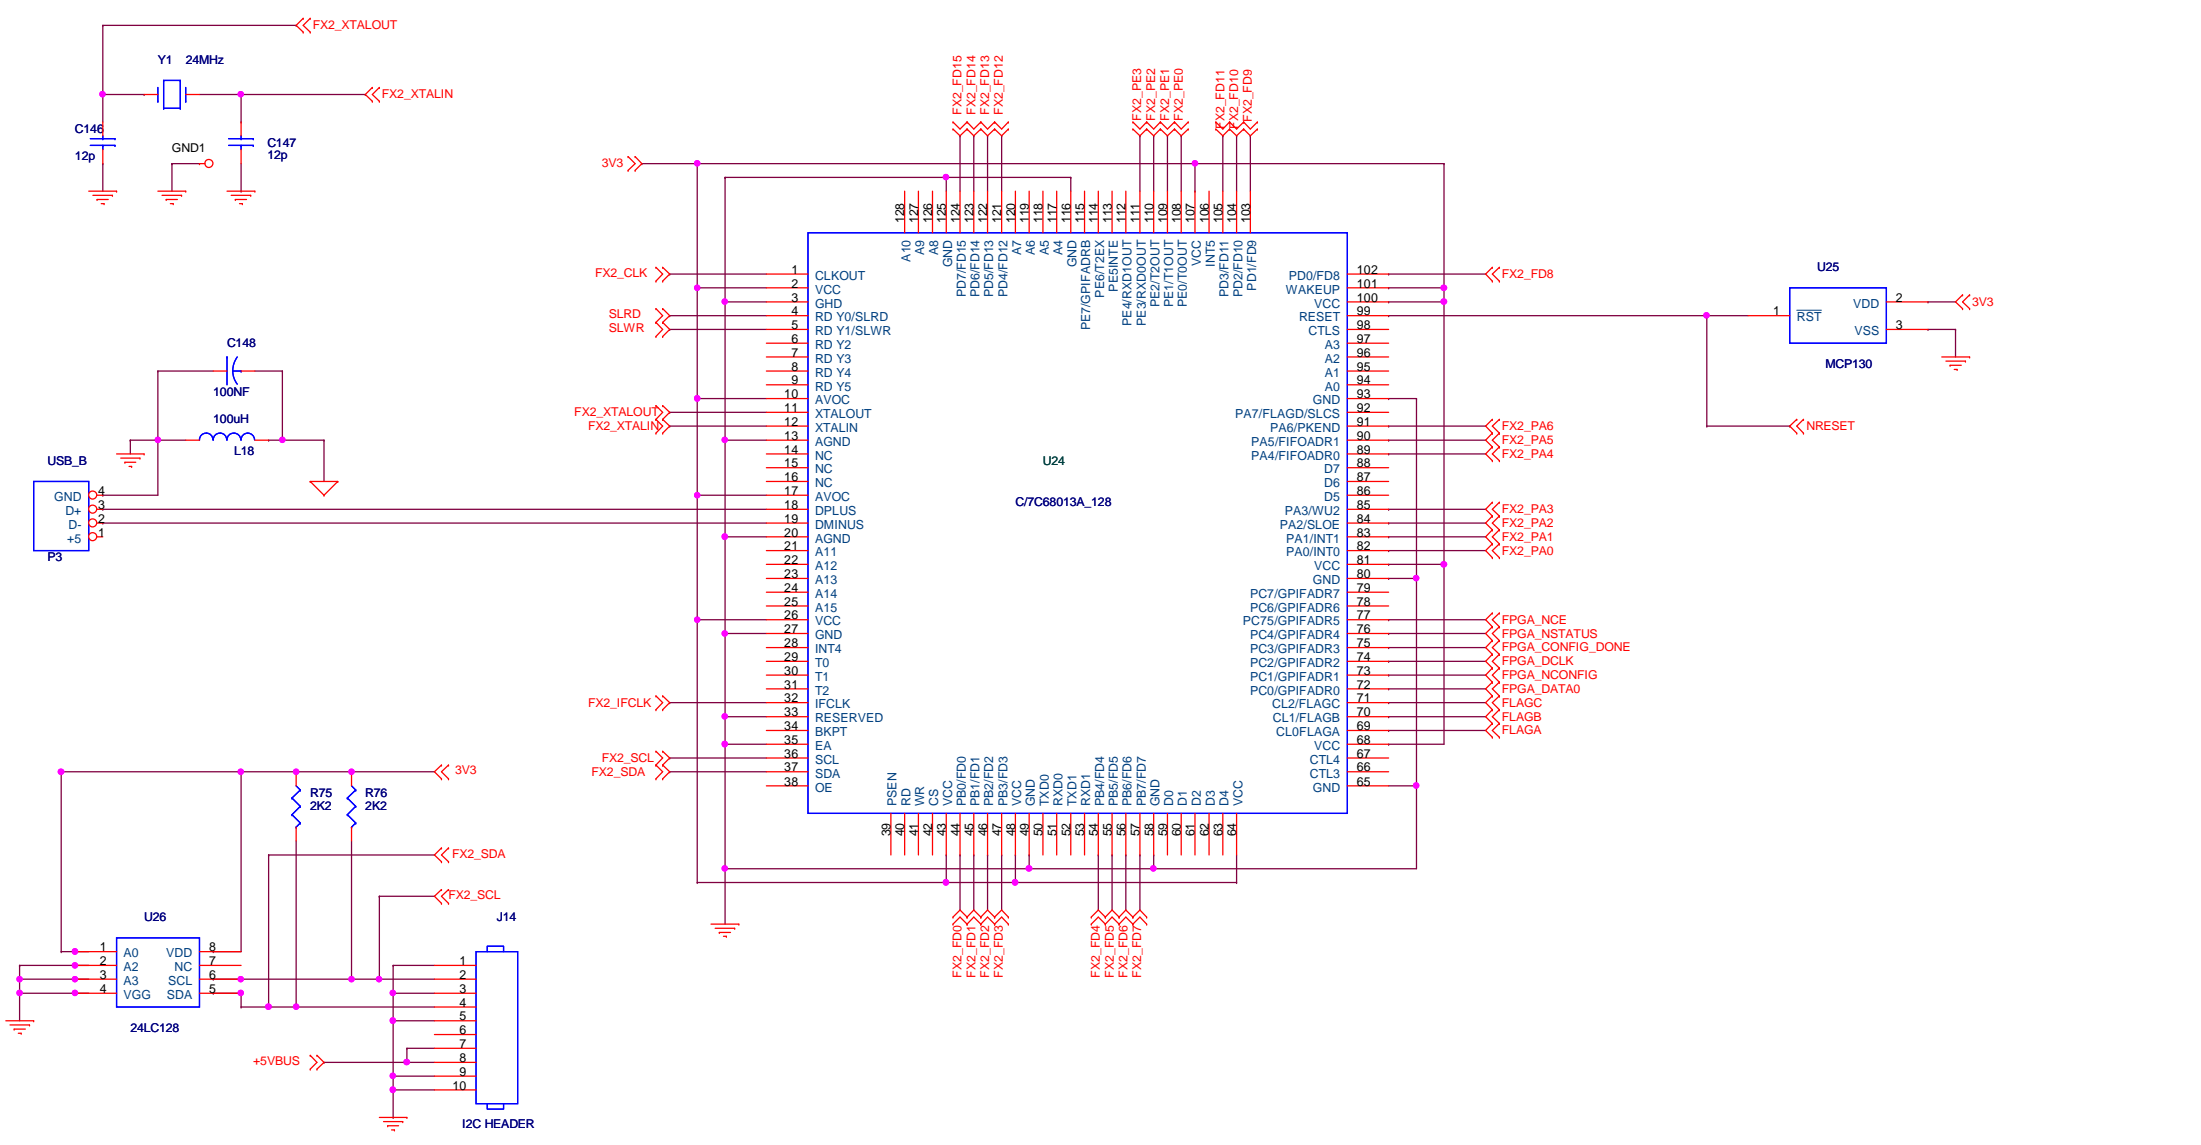 FX2_XTALOUT
Y1 24MHz
FX2_XTALIN
C146
12p
GND1
C147
12p
C148
100NF
100uH
L18
USB_B
GND 4
D+ 3
D- 2
+5 1
P3
3V3
R75
2K2
R76
2K2
FX2_SDA
FX2_SCL
U26
1 A0
2 A2
3 A3
4 VGG
VDD 8
NC 7
SCL 6
SDA 5
24LC128
+5VBUS
J14
1
2
3
4
5
6
7
8
9
10
I2C HEADER
3V3
FX2_FD15
FX2_FD14
FX2_FD13
FX2_FD12
FX2_PE3
FX2_PE2
FX2_PE1
FX2_PE0
FX2_FD11
FX2_FD10
FX2_FD9
128 A10
127 A9
126 A8
125 GND
124 PD7/FD15
123 PD6/FD14
122 PD5/FD13
121 PD4/FD12
120 A7
119 A6
118 A5
117 A4
116 GND
115 PE7/GPIFADRB
114 PE6/T2EX
113 PE5INTE
112 PE4/RXD1OUT
111 PE3/RXD0OUT
110 PE2/T2OUT
109 PE1/T1OUT
108 PE0/T0OUT
107 VCC
106 INT5
105 PD3/FD11
104 PD2/FD10
103 PD1/FD9
FX2_CLK 1 CLKOUT
2 VCC
3 GHD
SLRD 4 RD Y0/SLRD
SLWR 5 RD Y1/SLWR
6 RD Y2
7 RD Y3
8 RD Y4
9 RD Y5
10 AVOC
FX2_XTALOUT 11 XTALOUT
FX2_XTALIN 12 XTALIN
13 AGND
14 NC
15 NC
16 NC
17 AVOC
18 DPLUS
19 DMINUS
20 AGND
21 A11
22 A12
23 A13
24 A14
25 A15
26 VCC
27 GND
28 INT4
29 T0
30 T1
31 T2
FX2_IFCLK 32 IFCLK
33 RESERVED
34 BKPT
35 EA
FX2_SCL 36 SCL
FX2_SDA 37 SDA
38 OE
U24
C/7C68013A_128
PD0/FD8 102 FX2_FD8
WAKEUP 101
VCC 100
RESET 99
CTLS 98
A3 97
A2 96
A1 95
A0 94
GND 93
PA7/FLAGD/SLCS 92
PA6/PKEND 91 FX2_PA6
PA5/FIFOADR1 90 FX2_PA5
PA4/FIFOADR0 89 FX2_PA4
D7 88
D6 87
D5 86
PA3/WU2 85 FX2_PA3
PA2/SLOE 84 FX2_PA2
PA1/INT1 83 FX2_PA1
PA0/INT0 82 FX2_PA0
VCC 81
GND 80
PC7/GPIFADR7 79
PC6/GPIFADR6 78
PC75/GPIFADR5 77 FPGA_NCE
PC4/GPIFADR4 76 FPGA_NSTATUS
PC3/GPIFADR3 75 FPGA_CONFIG_DONE
PC2/GPIFADR2 74 FPGA_DCLK
PC1/GPIFADR1 73 FPGA_NCONFIG
PC0/GPIFADR0 72 FPGA_DATA0
CL2/FLAGC 71 FLAGC
CL1/FLAGB 70 FLAGB
CL0FLAGA 69 FLAGA
VCC 68
CTL4 67
CTL3 66
GND 65
PSEN 39
RD 40
WR 41
CS 42
VCC 43
PB0/FD0 44
PB1/FD1 45
PB2/FD2 46
PB3/FD3 47
VCC 48
GND 49
TXD0 50
RXD0 51
TXD1 52
RXD1 53
PB4/FD4 54
PB5/FD5 55
PB6/FD6 56
PB7/FD7 57
GND 58
D0 59
D1 60
D2 61
D3 62
D4 63
VCC 64
FX2_FD0
FX2_FD1
FX2_FD2
FX2_FD3
FX2_FD4
FX2_FD5
FX2_FD6
FX2_FD7
U25
1 RST
VDD 2 3V3
VSS 3
MCP130
NRESET